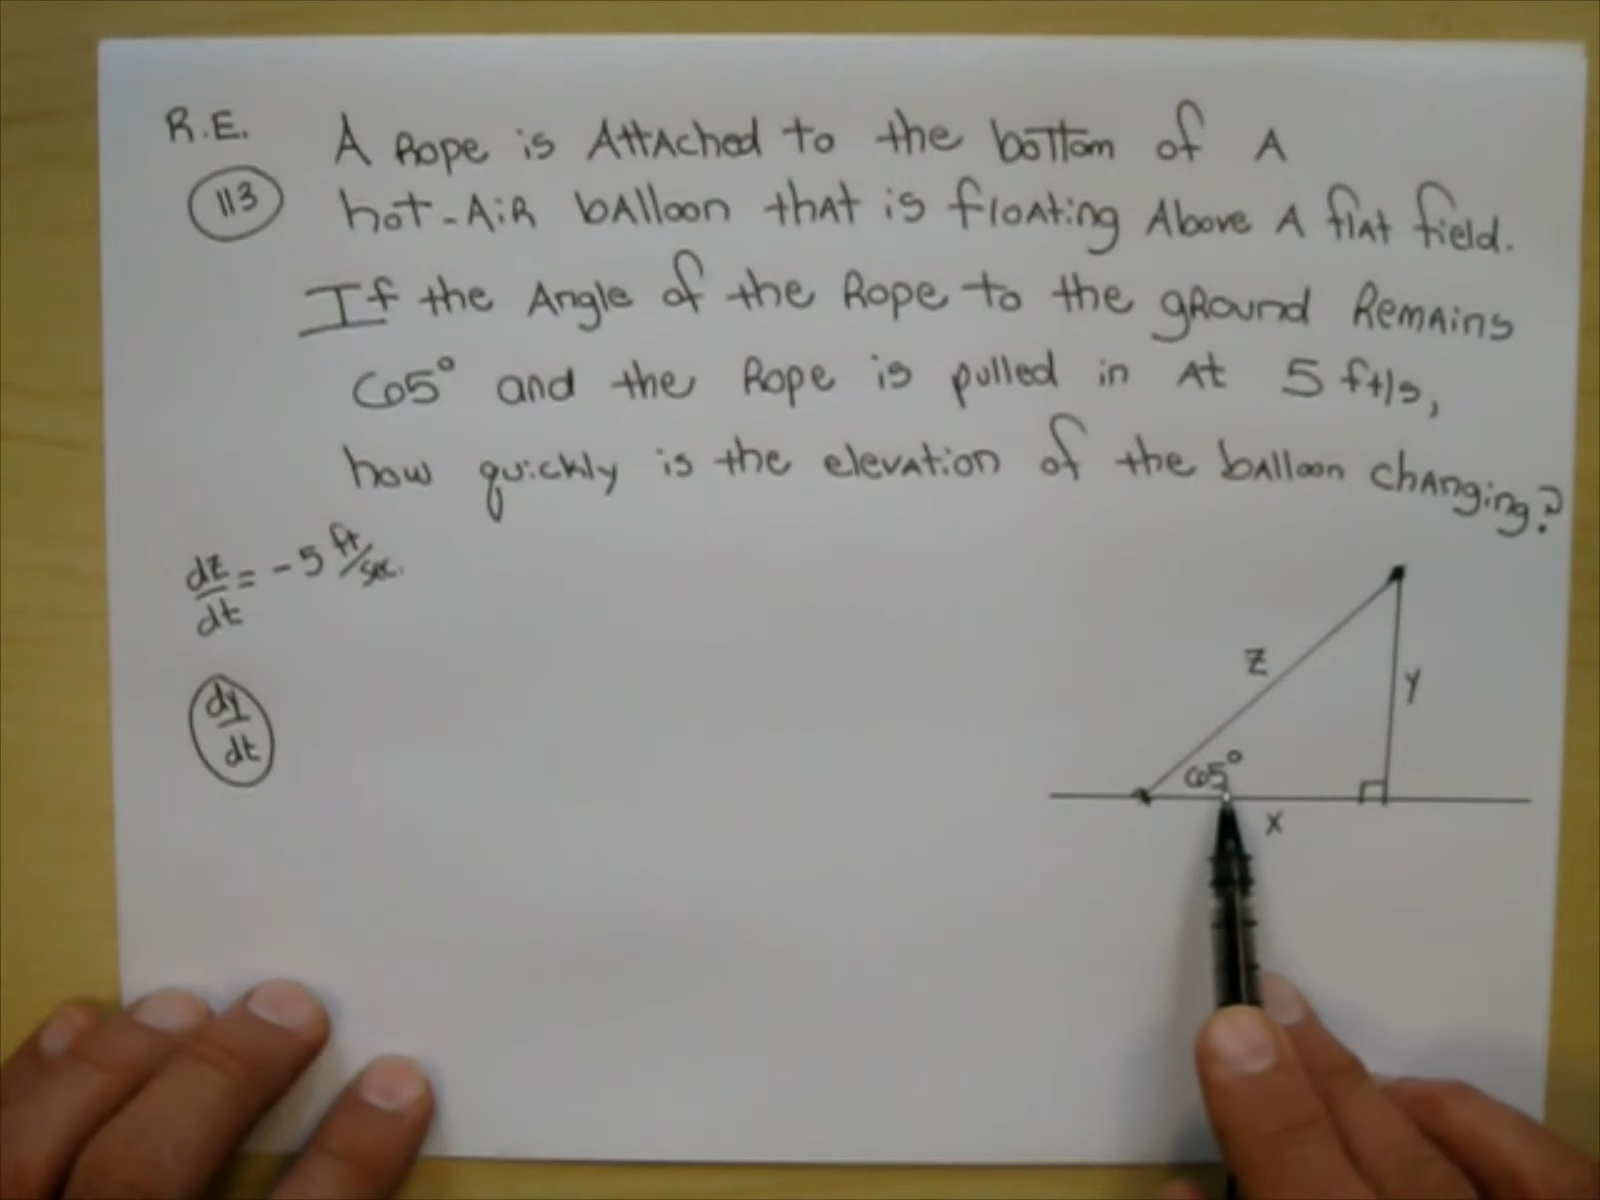 R.E.
113
A Rope is Attached to the bottom of A
hot-Air balloon that is floating Above A flat field.
If the Angle of the Rope to the ground Remains
65° and the Rope is pulled in at 5 ft/s,
how quickly is the elevation of the balloon changing?
dz/dt = -5 ft/sec.
dy/dt
z
y
65°
x